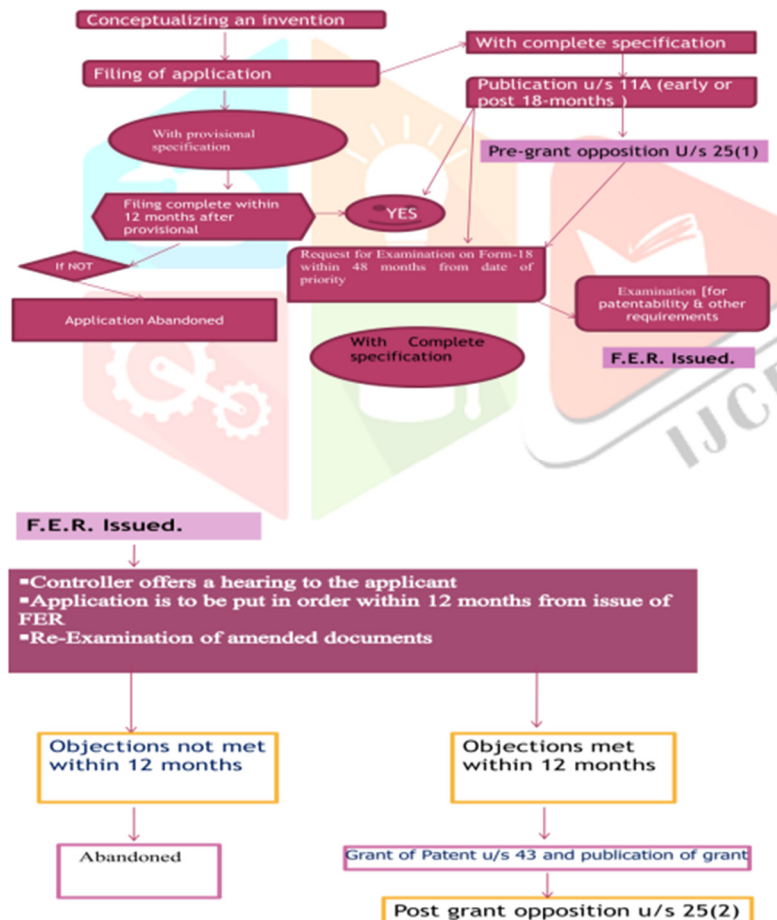 Conceptualizing an invention
With complete specification
Filing of application
Publication u/s 11A (early or
post 18-months )
With provisional
specification
Pre-grant opposition U/s 25(1)
Filing complete within
12 months after
provisional
YES
If NOT
Request for Examination on Form-18
within 48 months from date of
priority
Examination [for
patentability & other
requirements
Application Abandoned
With Complete
specification
F.E.R. Issued.
F.E.R. Issued.
▪Controller offers a hearing to the applicant
▪Application is to be put in order within 12 months from issue of
FER
▪Re-Examination of amended documents
Objections not met
within 12 months
Objections met
within 12 months
Abandoned
Grant of Patent u/s 43 and publication of grant
Post grant opposition u/s 25(2)